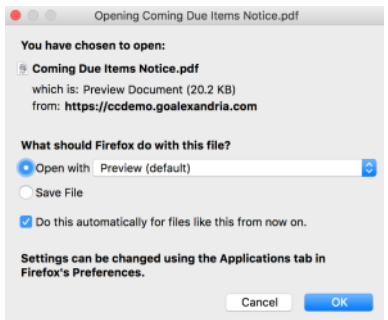 Opening Coming Due Items Notice.pdf
You have chosen to open:
Coming Due Items Notice.pdf
which is: Preview Document (20.2 KB)
from: https://ccdemo.goalexandria.com
What should Firefox do with this file?
Open with Preview (default)
Save File
Do this automatically for files like this from now on.
Settings can be changed using the Applications tab in
Firefox's Preferences.
Cancel OK